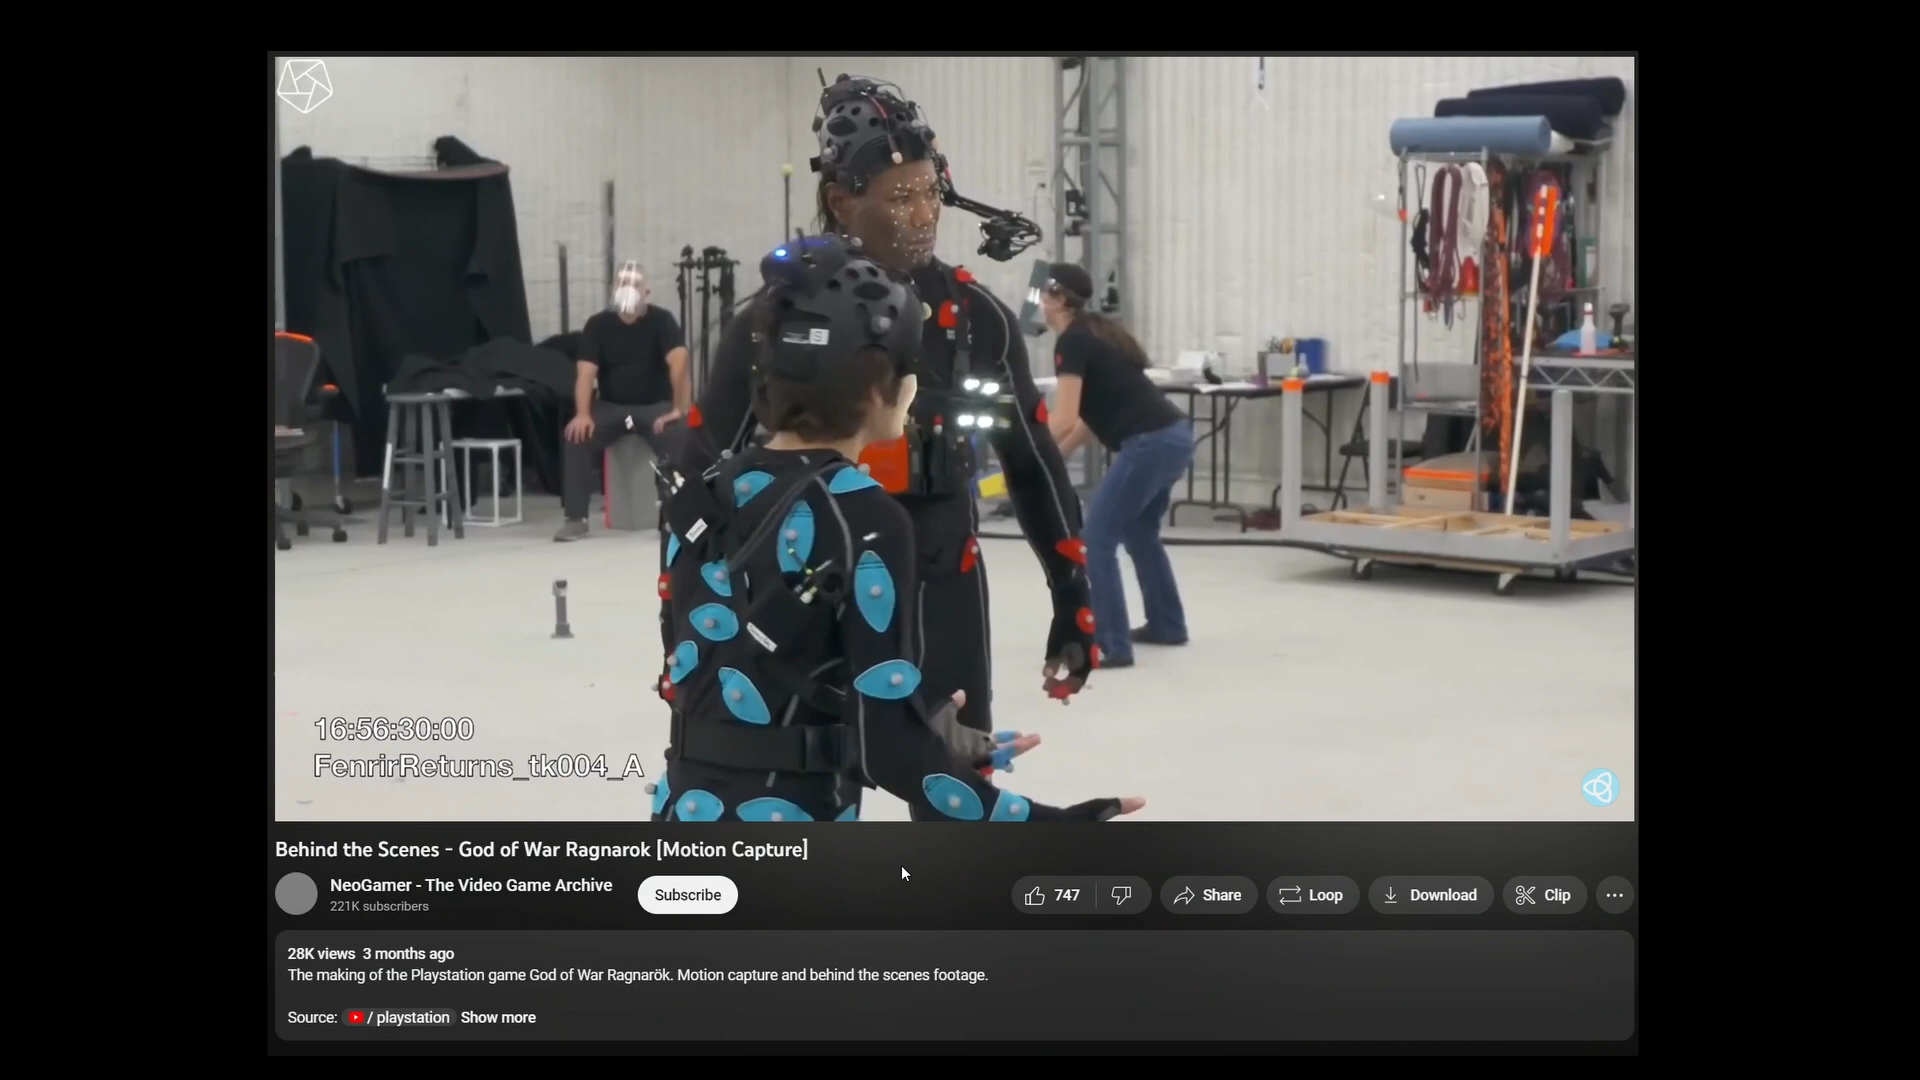 16:56:30:00
FenrirReturns_tk004_A
Behind the Scenes - God of War Ragnarok [Motion Capture]
NeoGamer - The Video Game Archive
221K subscribers
Subscribe
747
Share
Loop
Download
Clip
28K views 3 months ago
The making of the Playstation game God of War Ragnarök. Motion capture and behind the scenes footage.
Source: / playstation Show more